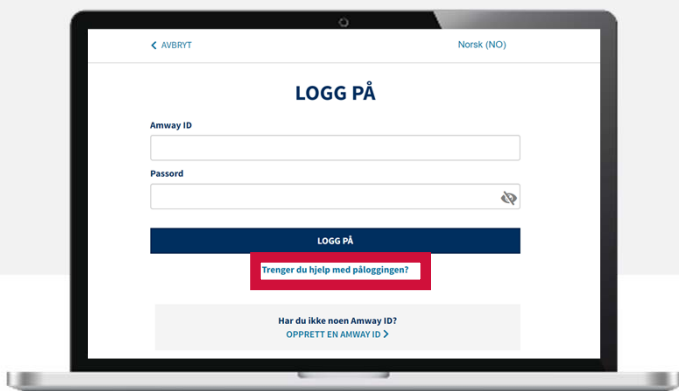 AVBRYT
Norsk (NO)
LOGG PÅ
Amway ID
Passord
LOGG PÅ
Trenger du hjelp med påloggingen?
Har du ikke noen Amway ID?
OPPRETT EN AMWAY ID